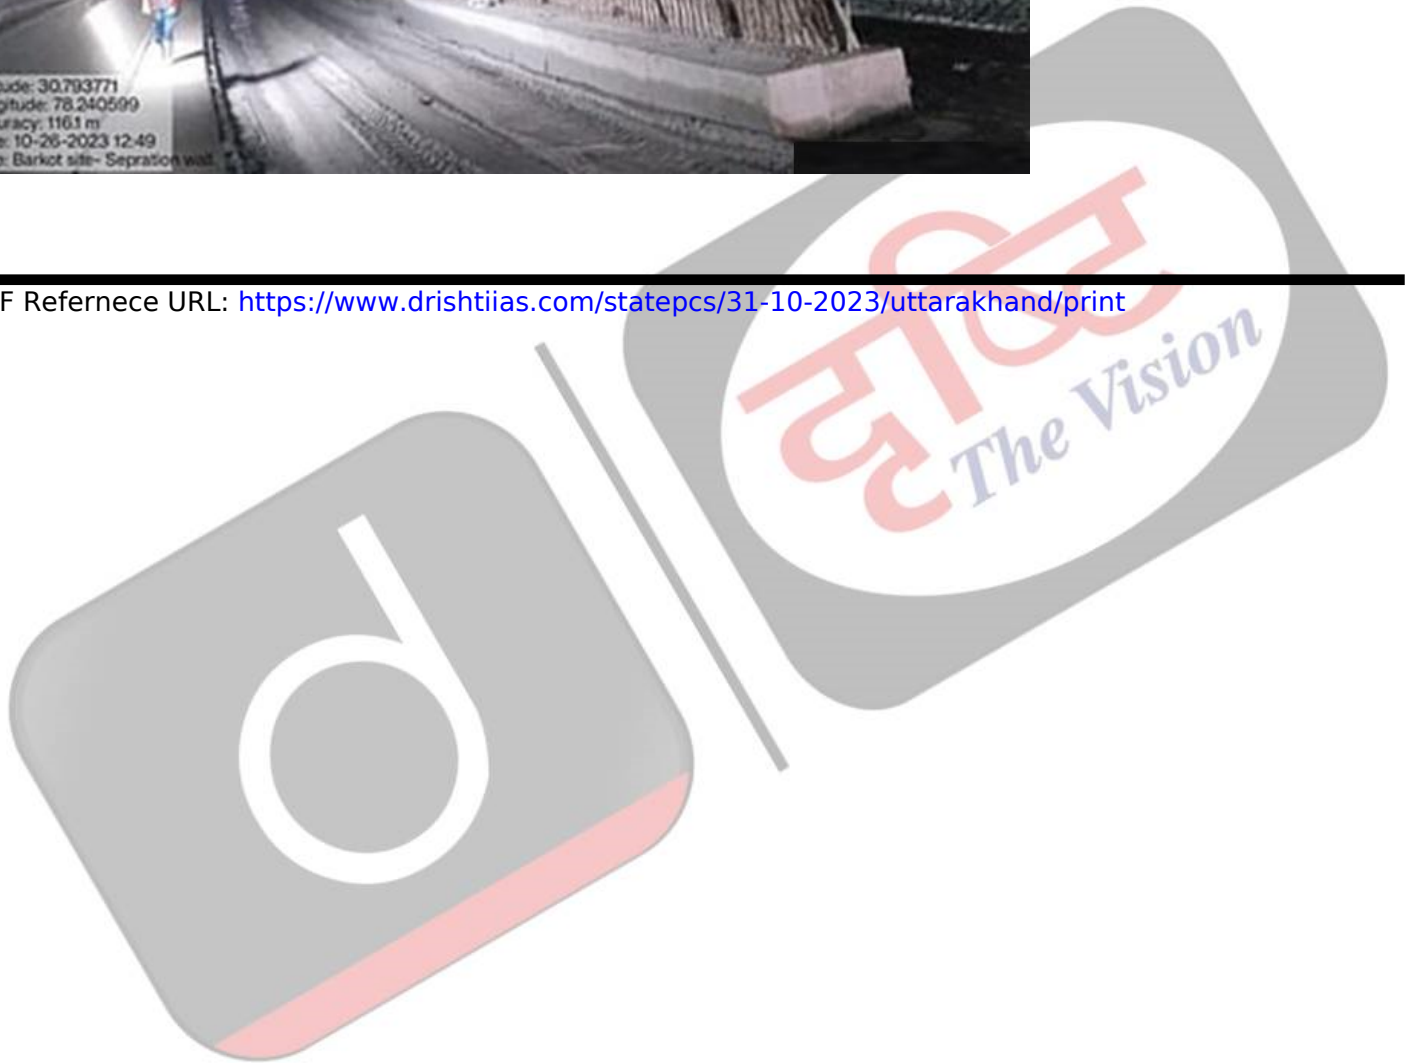 ude: 30.793771
gitude: 78.240599
uracy: 116.1 m
e: 10-26-2023 12:49
e: Barkot site- Sepration wall
F Refernece URL: https://www.drishtiias.com/statepcs/31-10-2023/uttarakhand/print
दृष्टि
The Vision
d